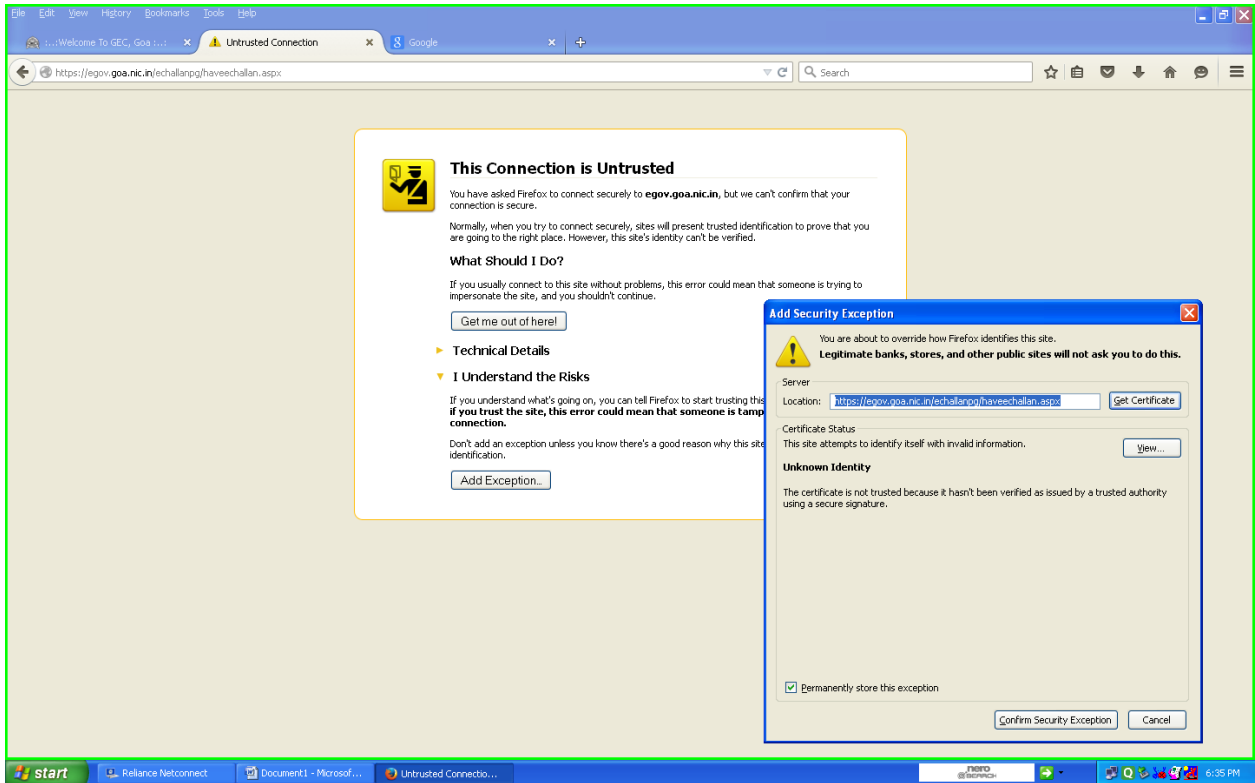 File Edit View History Bookmarks Tools Help
:..:Welcome To GEC, Goa :..:
Untrusted Connection
Google
https://egov.goa.nic.in/echallanpg/haveechallan.aspx
Search
This Connection is Untrusted
You have asked Firefox to connect securely to egov.goa.nic.in, but we can't confirm that your
connection is secure.
Normally, when you try to connect securely, sites will present trusted identification to prove that you
are going to the right place. However, this site's identity can't be verified.
What Should I Do?
If you usually connect to this site without problems, this error could mean that someone is trying to
impersonate the site, and you shouldn't continue.
Get me out of here!
Technical Details
I Understand the Risks
If you understand what's going on, you can tell Firefox to start trusting this
if you trust the site, this error could mean that someone is tamp
connection.
Don't add an exception unless you know there's a good reason why this site
identification.
Add Exception...
Add Security Exception
You are about to override how Firefox identifies this site.
Legitimate banks, stores, and other public sites will not ask you to do this.
Server
Location: https://egov.goa.nic.in/echallanpg/haveechallan.aspx Get Certificate
Certificate Status
This site attempts to identify itself with invalid information.
View...
Unknown Identity
The certificate is not trusted because it hasn't been verified as issued by a trusted authority
using a secure signature.
Permanently store this exception
Confirm Security Exception Cancel
start
Reliance Netconnect
Document1 - Microsof...
Untrusted Connectio...
nero
SEARCH
6:35 PM